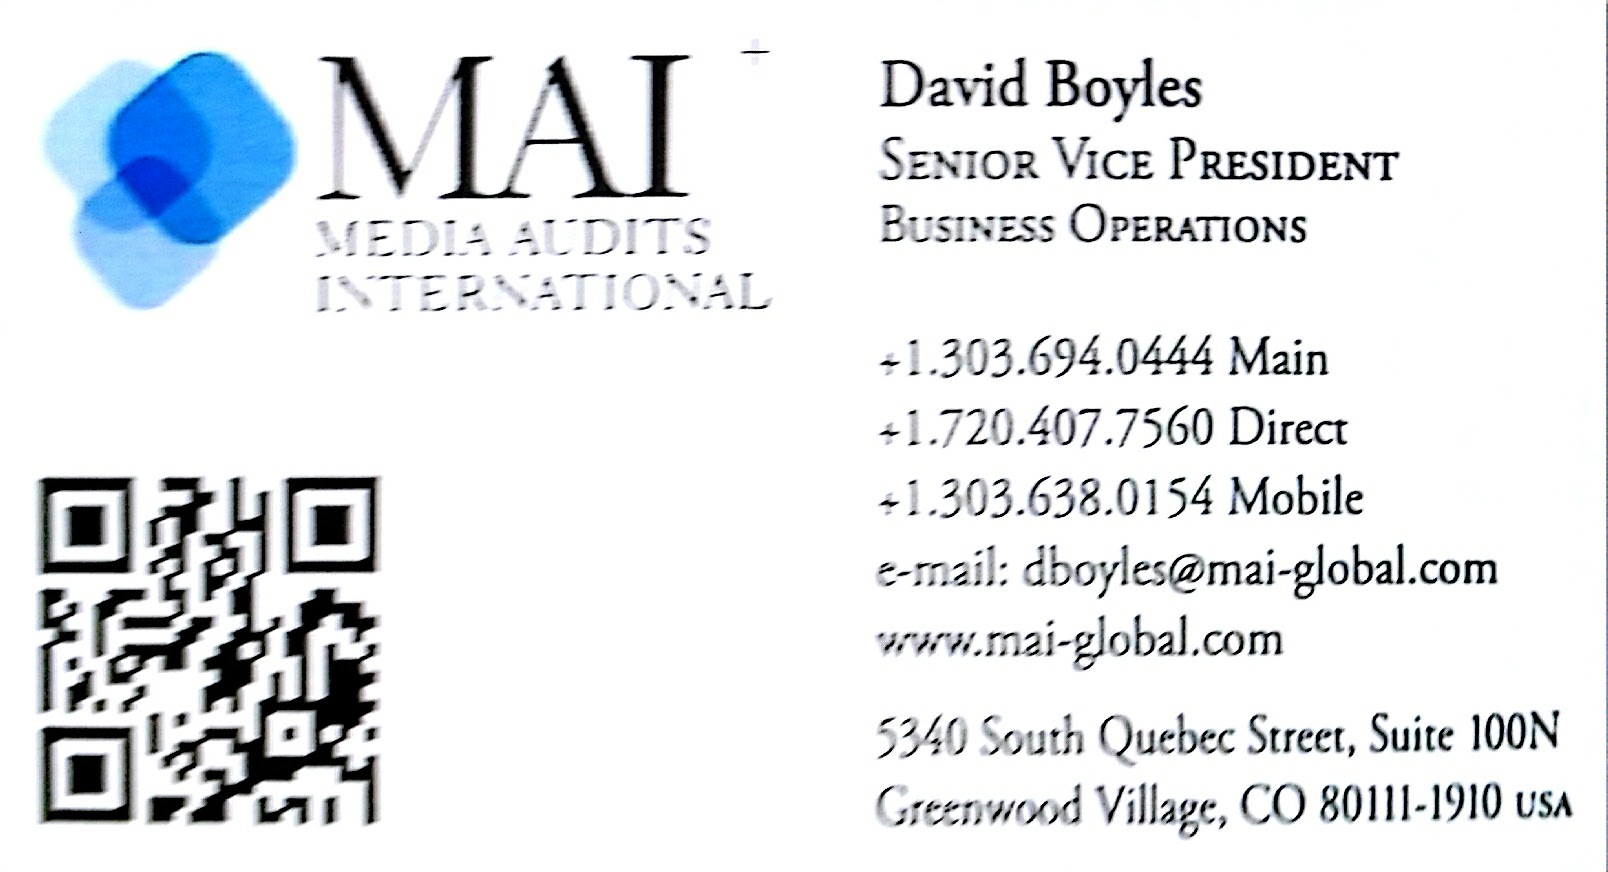 MAI
MEDIA AUDITS
INTERNATIONAL
David Boyles
SENIOR VICE PRESIDENT
BUSINESS OPERATIONS
+1.303.694.0444 Main
+1.720.407.7560 Direct
+1.303.638.0154 Mobile
e-mail: dboyles@mai-global.com
www.mai-global.com
5340 South Quebec Street, Suite 100N
Greenwood Village, CO 80111-1910 USA